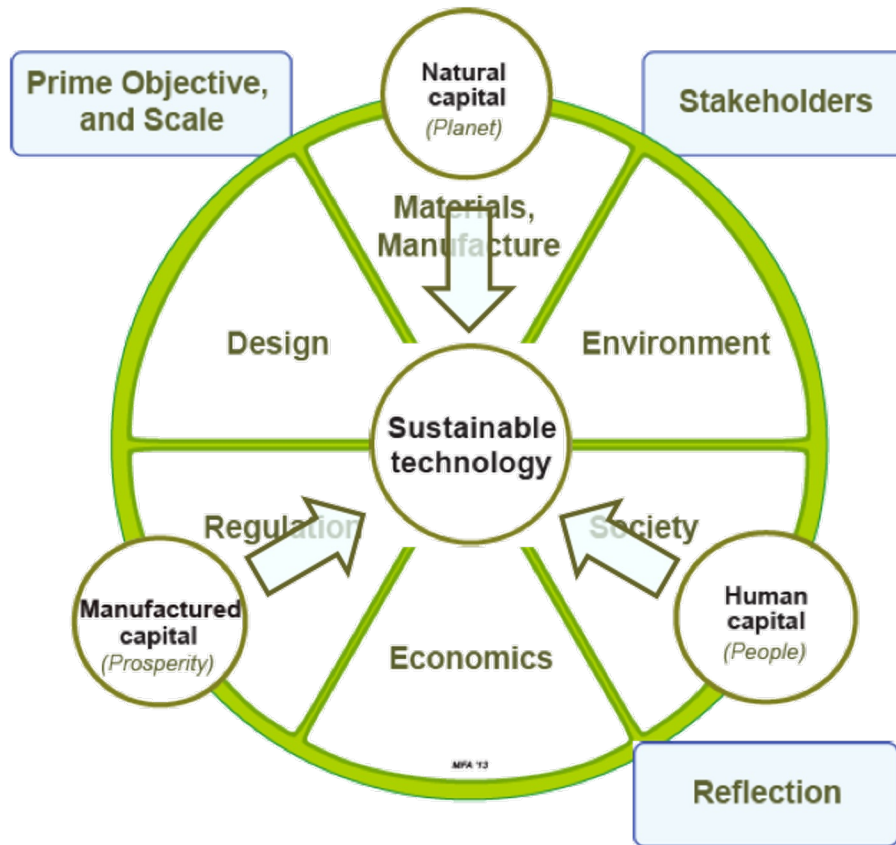 Natural
capital
(Planet)
Prime Objective,
and Scale
Stakeholders
Materials,
Manufacture
Design
Environment
Sustainable
technology
Regulation
Society
Manufactured
capital
(Prosperity)
Human
capital
(People)
Economics
MFA '13
Reflection